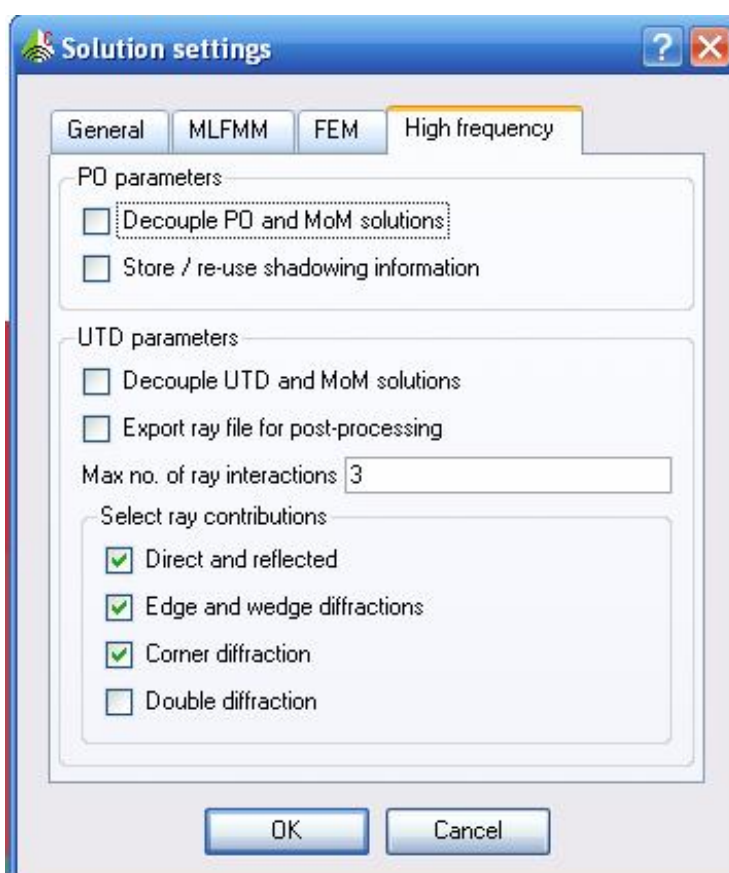 Solution settings
General MLFMM FEM High frequency
PO parameters
Decouple PO and MoM solutions
Store / re-use shadowing information
UTD parameters
Decouple UTD and MoM solutions
Export ray file for post-processing
Max no. of ray interactions 3
Select ray contributions
Direct and reflected
Edge and wedge diffractions
Corner diffraction
Double diffraction
OK Cancel